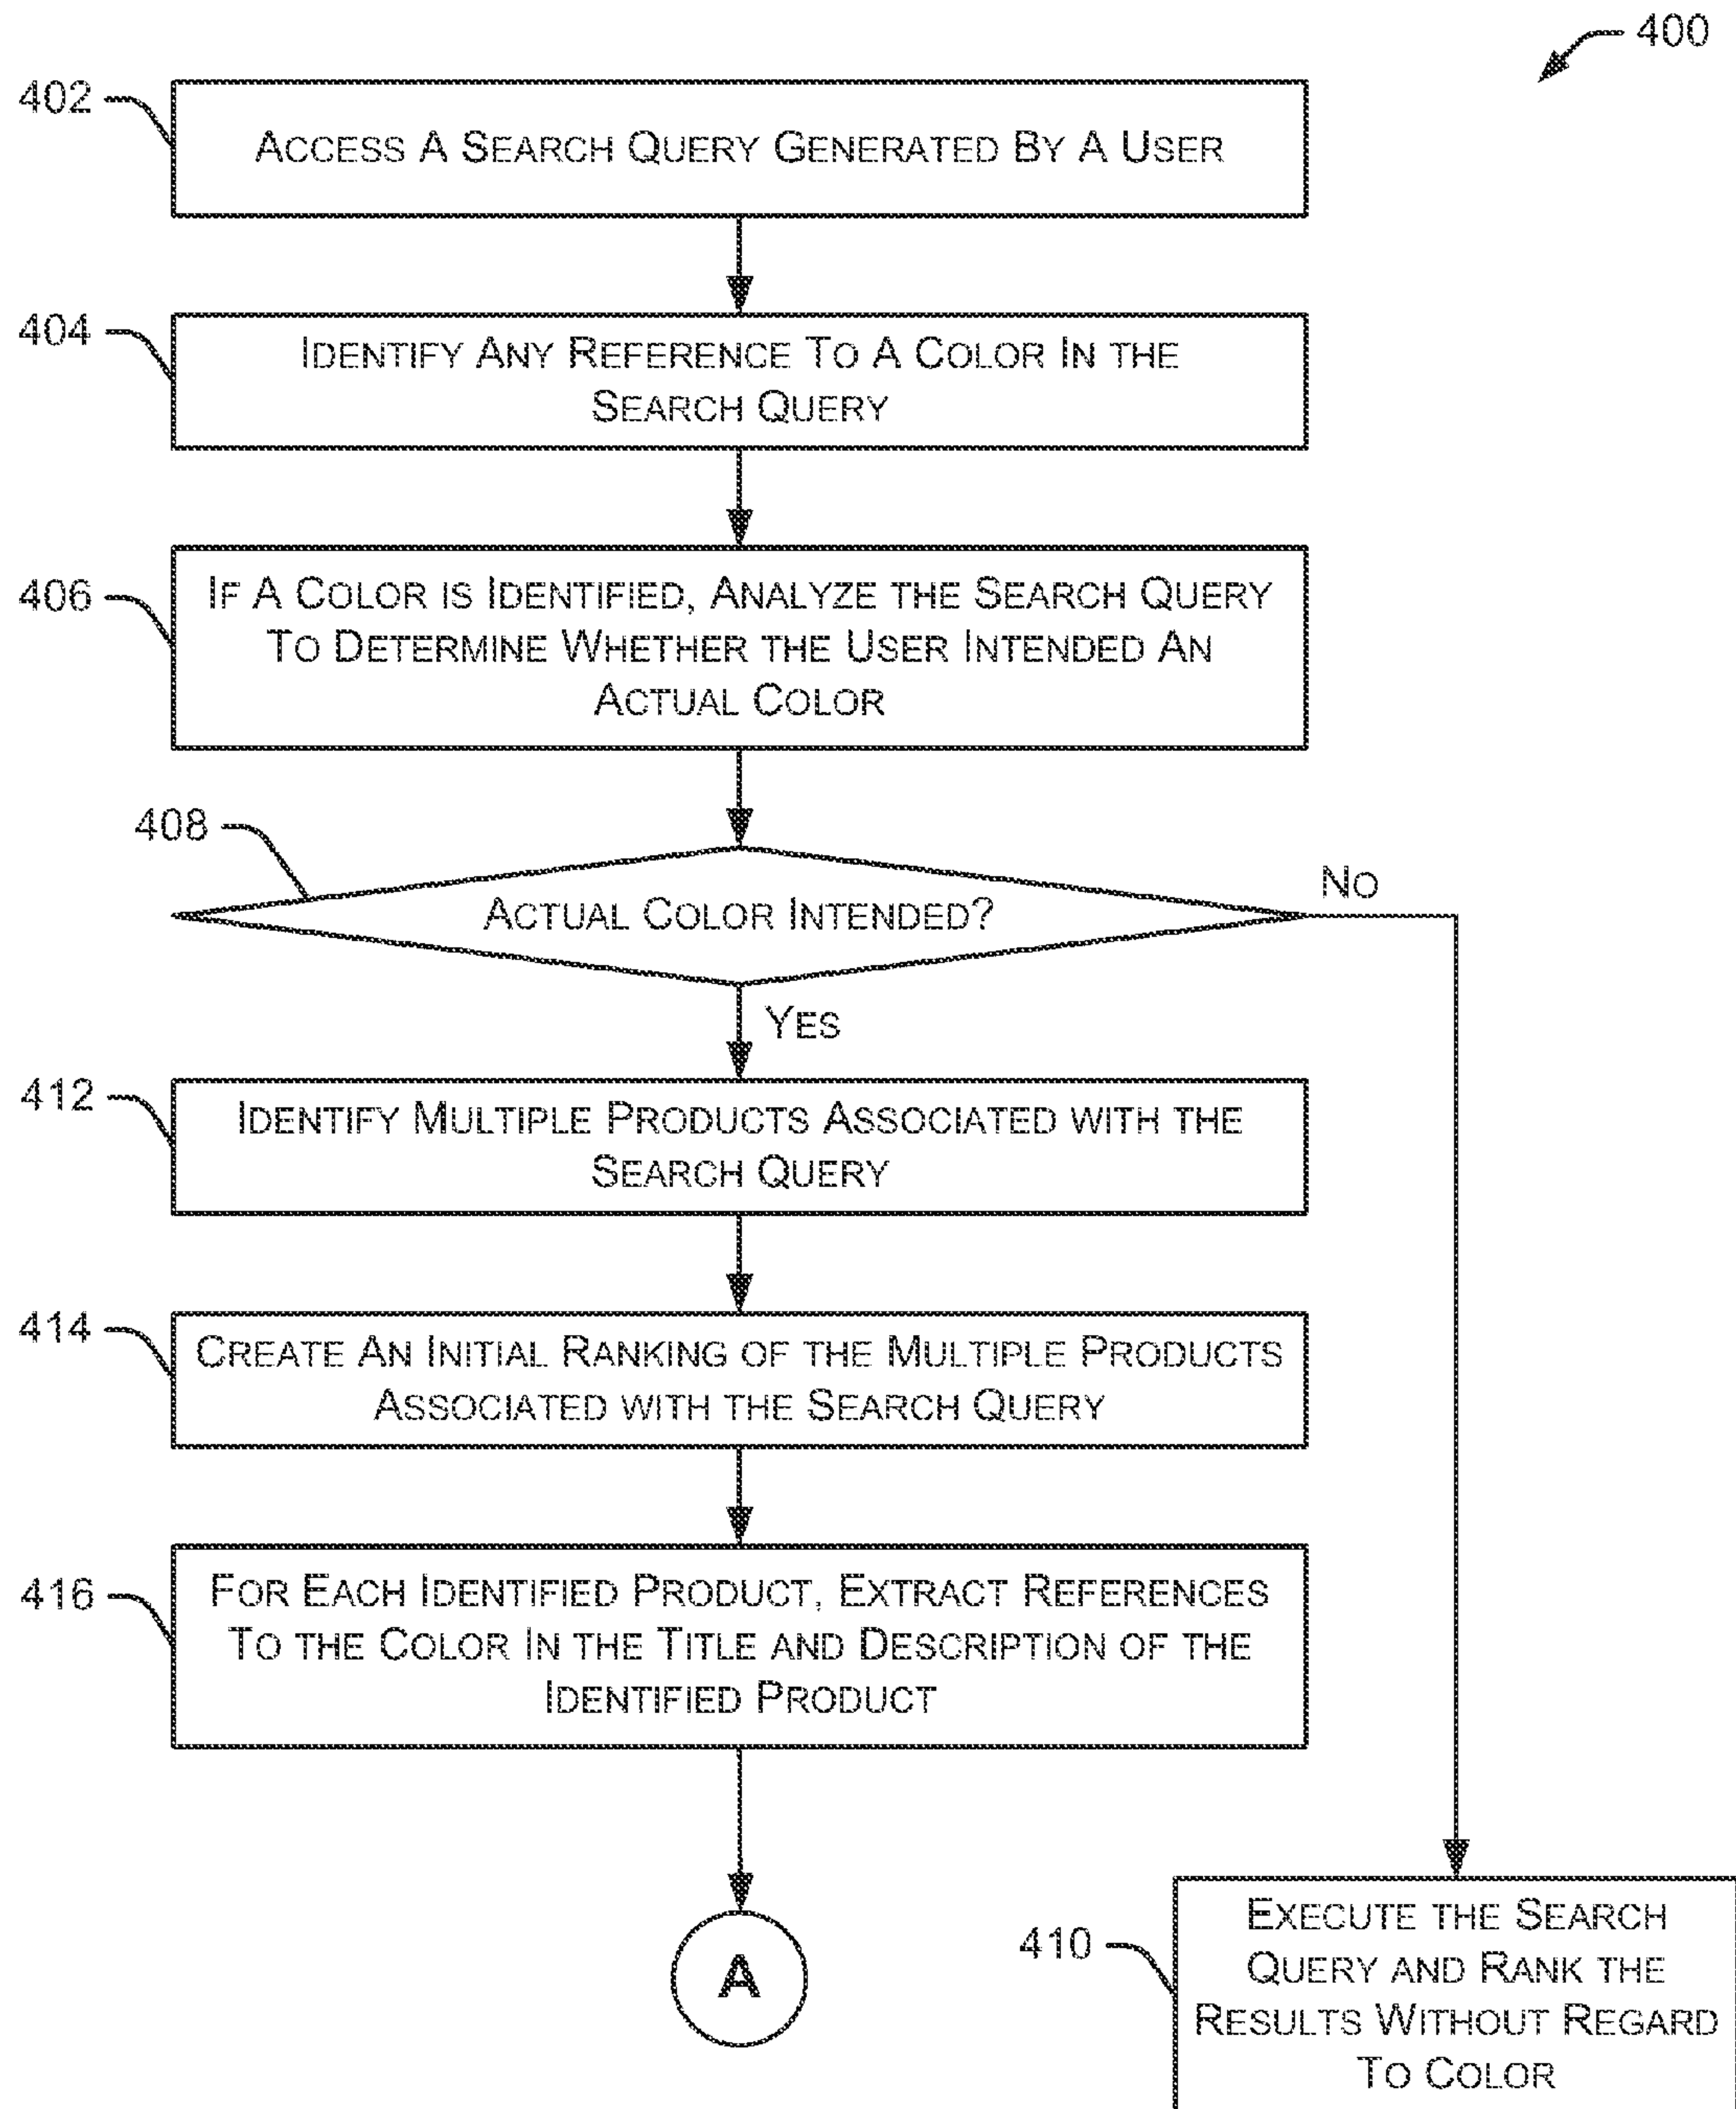 400
402
ACCESS A SEARCH QUERY GENERATED BY A USER
404
IDENTIFY ANY REFERENCE TO A COLOR IN THE
SEARCH QUERY
406
IF A COLOR IS IDENTIFIED, ANALYZE THE SEARCH QUERY
TO DETERMINE WHETHER THE USER INTENDED AN
ACTUAL COLOR
408
ACTUAL COLOR INTENDED?
NO
YES
412
IDENTIFY MULTIPLE PRODUCTS ASSOCIATED WITH THE
SEARCH QUERY
414
CREATE AN INITIAL RANKING OF THE MULTIPLE PRODUCTS
ASSOCIATED WITH THE SEARCH QUERY
416
FOR EACH IDENTIFIED PRODUCT, EXTRACT REFERENCES
TO THE COLOR IN THE TITLE AND DESCRIPTION OF THE
IDENTIFIED PRODUCT
A
410
EXECUTE THE SEARCH
QUERY AND RANK THE
RESULTS WITHOUT REGARD
TO COLOR